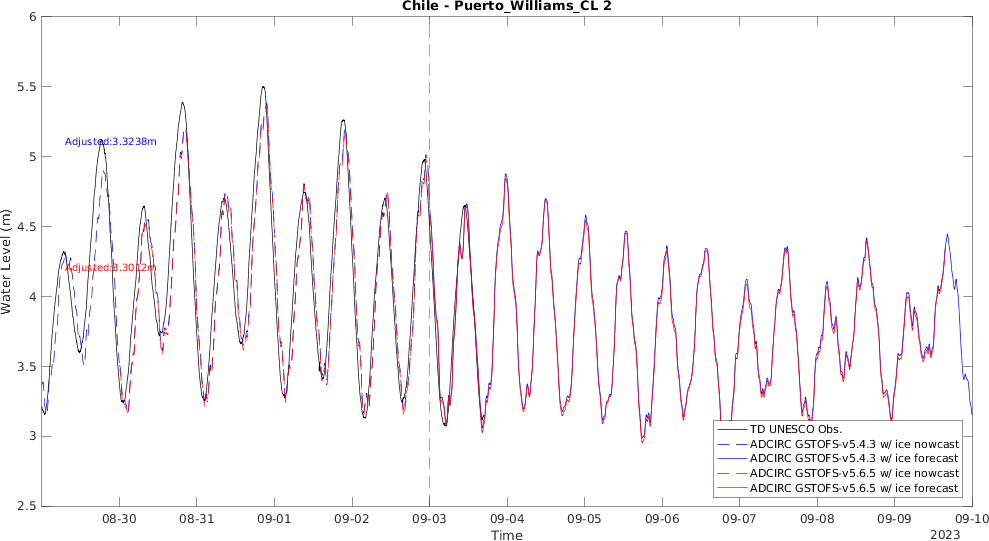 Chile - Puerto_Williams_CL 2
6
5.5
5
4.5
4
3.5
3
2.5
Water Level (m)
Adjusted:3.3238m
Adjusted:3.3012m
TD UNESCO Obs.
ADCIRC GSTOFS-v5.4.3 w/ ice nowcast
ADCIRC GSTOFS-v5.4.3 w/ ice forecast
ADCIRC GSTOFS-v5.6.5 w/ ice nowcast
ADCIRC GSTOFS-v5.6.5 w/ ice forecast
08-30 08-31 09-01 09-02 09-03 09-04 09-05 09-06 09-07 09-08 09-09 09-10
Time
2023